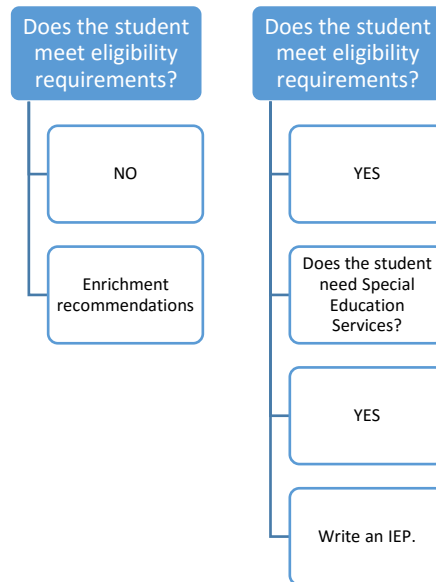 Does the student
meet eligibility
requirements?
NO
Enrichment
recommendations
Does the student
meet eligibility
requirements?
YES
Does the student
need Special
Education
Services?
YES
Write an IEP.